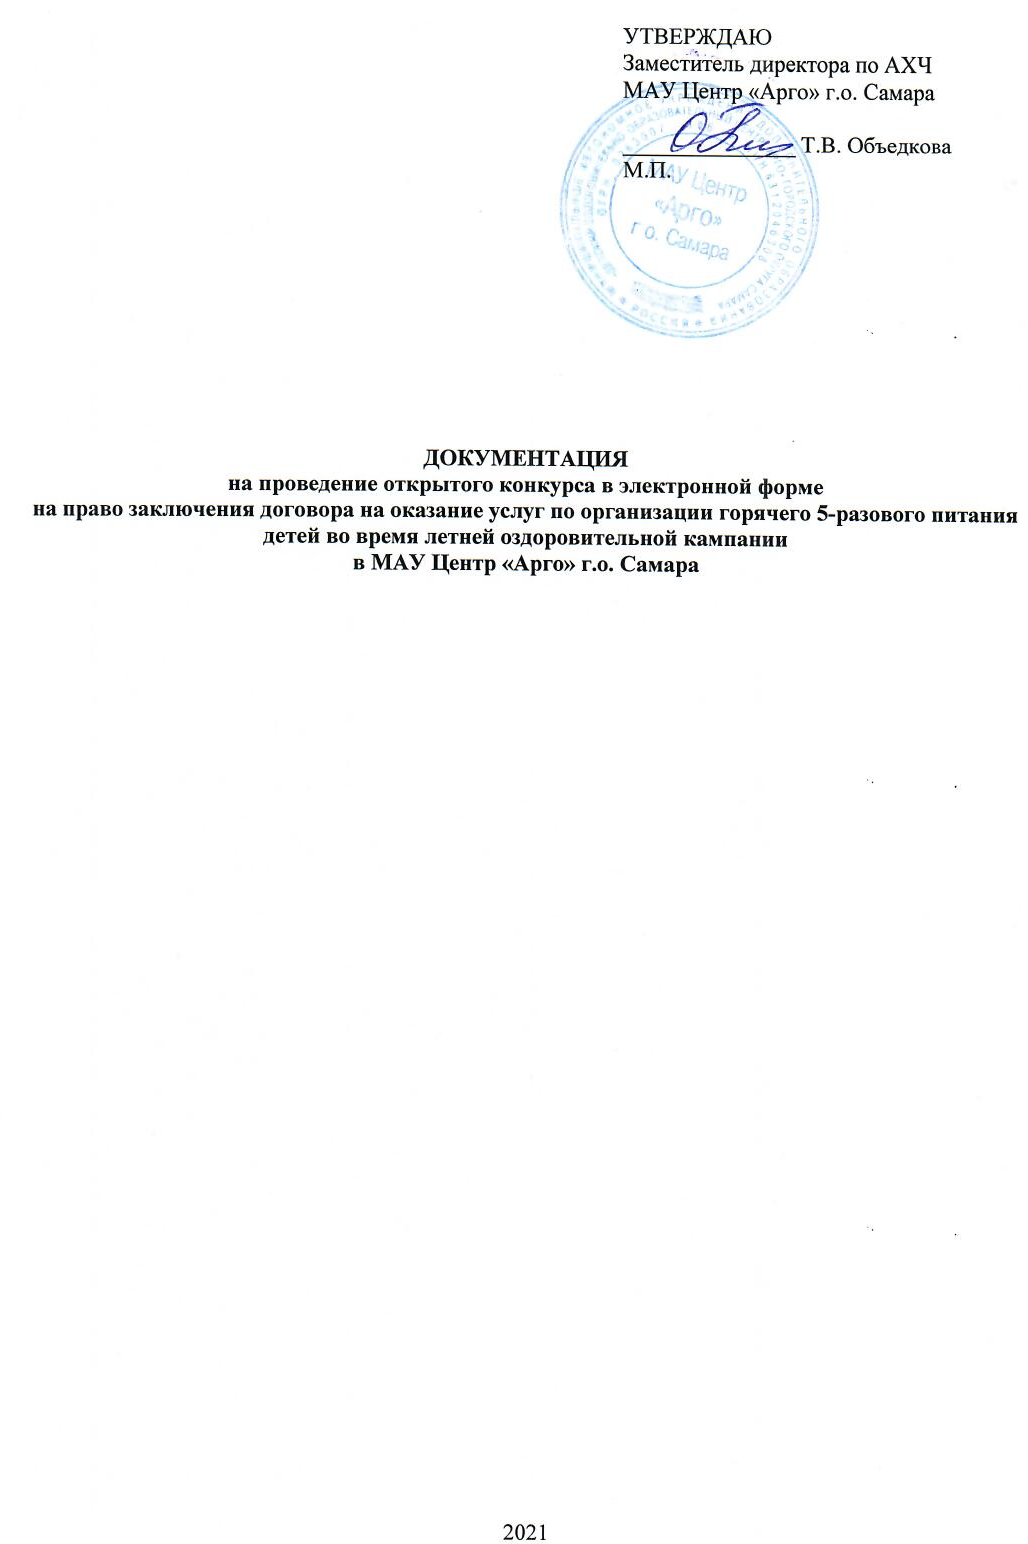 УТВЕРЖДАЮ
Заместитель директора по АХЧ
МАУ Центр «Арго» г.о. Самара
Т.В. Объедкова
М.П.
МАУ Центр
«Арго»
г о. Самара
ДОКУМЕНТАЦИЯ
на проведение открытого конкурса в электронной форме
на право заключения договора на оказание услуг по организации горячего 5-разового питания
детей во время летней оздоровительной кампании
в МАУ Центр «Арго» г.о. Самара
2021